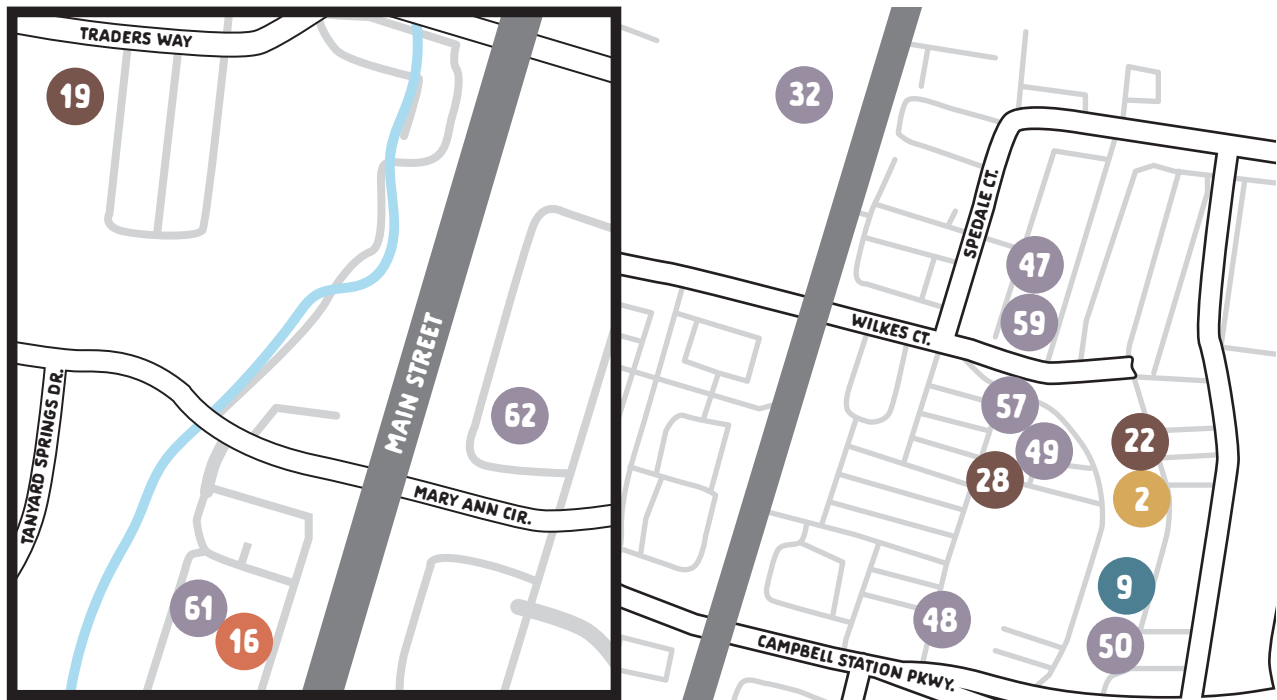 TRADERS WAY
19
TANYARD SPRINGS DR.
MAIN STREET
62
MARY ANN CIR.
61
16
32
SPEDALE CT.
47
59
WILKES CT.
57
49
28
22
2
9
48
50
CAMPBELL STATION PKWY.